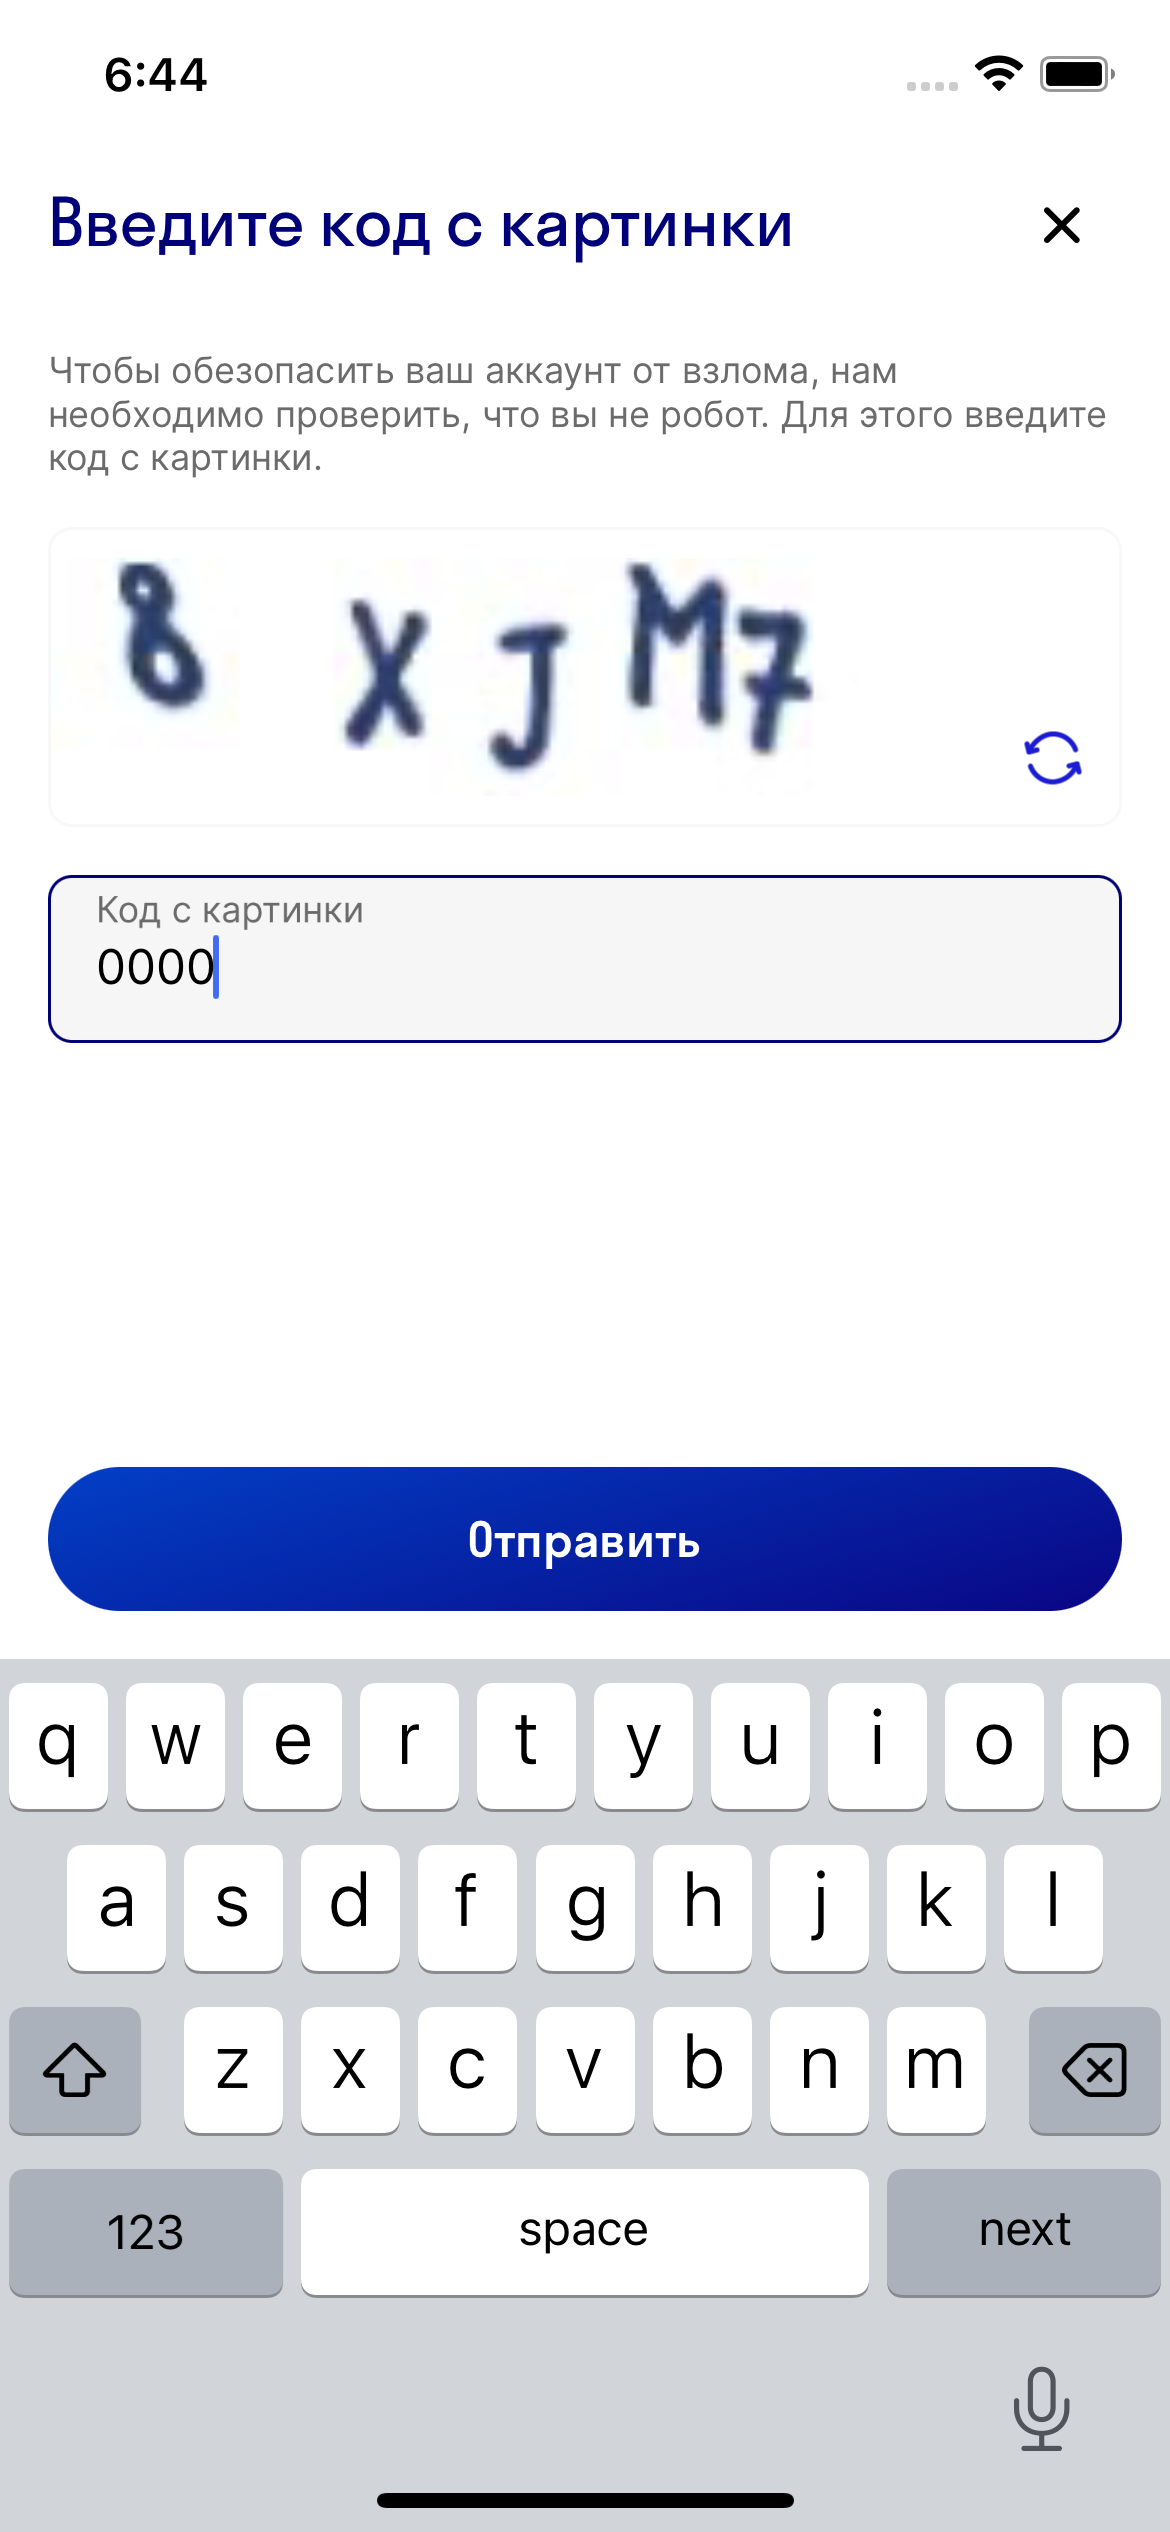 6:44
Введите код с картинки
Чтобы обезопасить ваш аккаунт от взлома, нам
необходимо проверить, что вы не робот. Для этого введите
код с картинки.
8 X J M7
Код с картинки
0000
Отправить
q w e r t y u i o p
a s d f g h j k l
z x c v b n m
123 space next